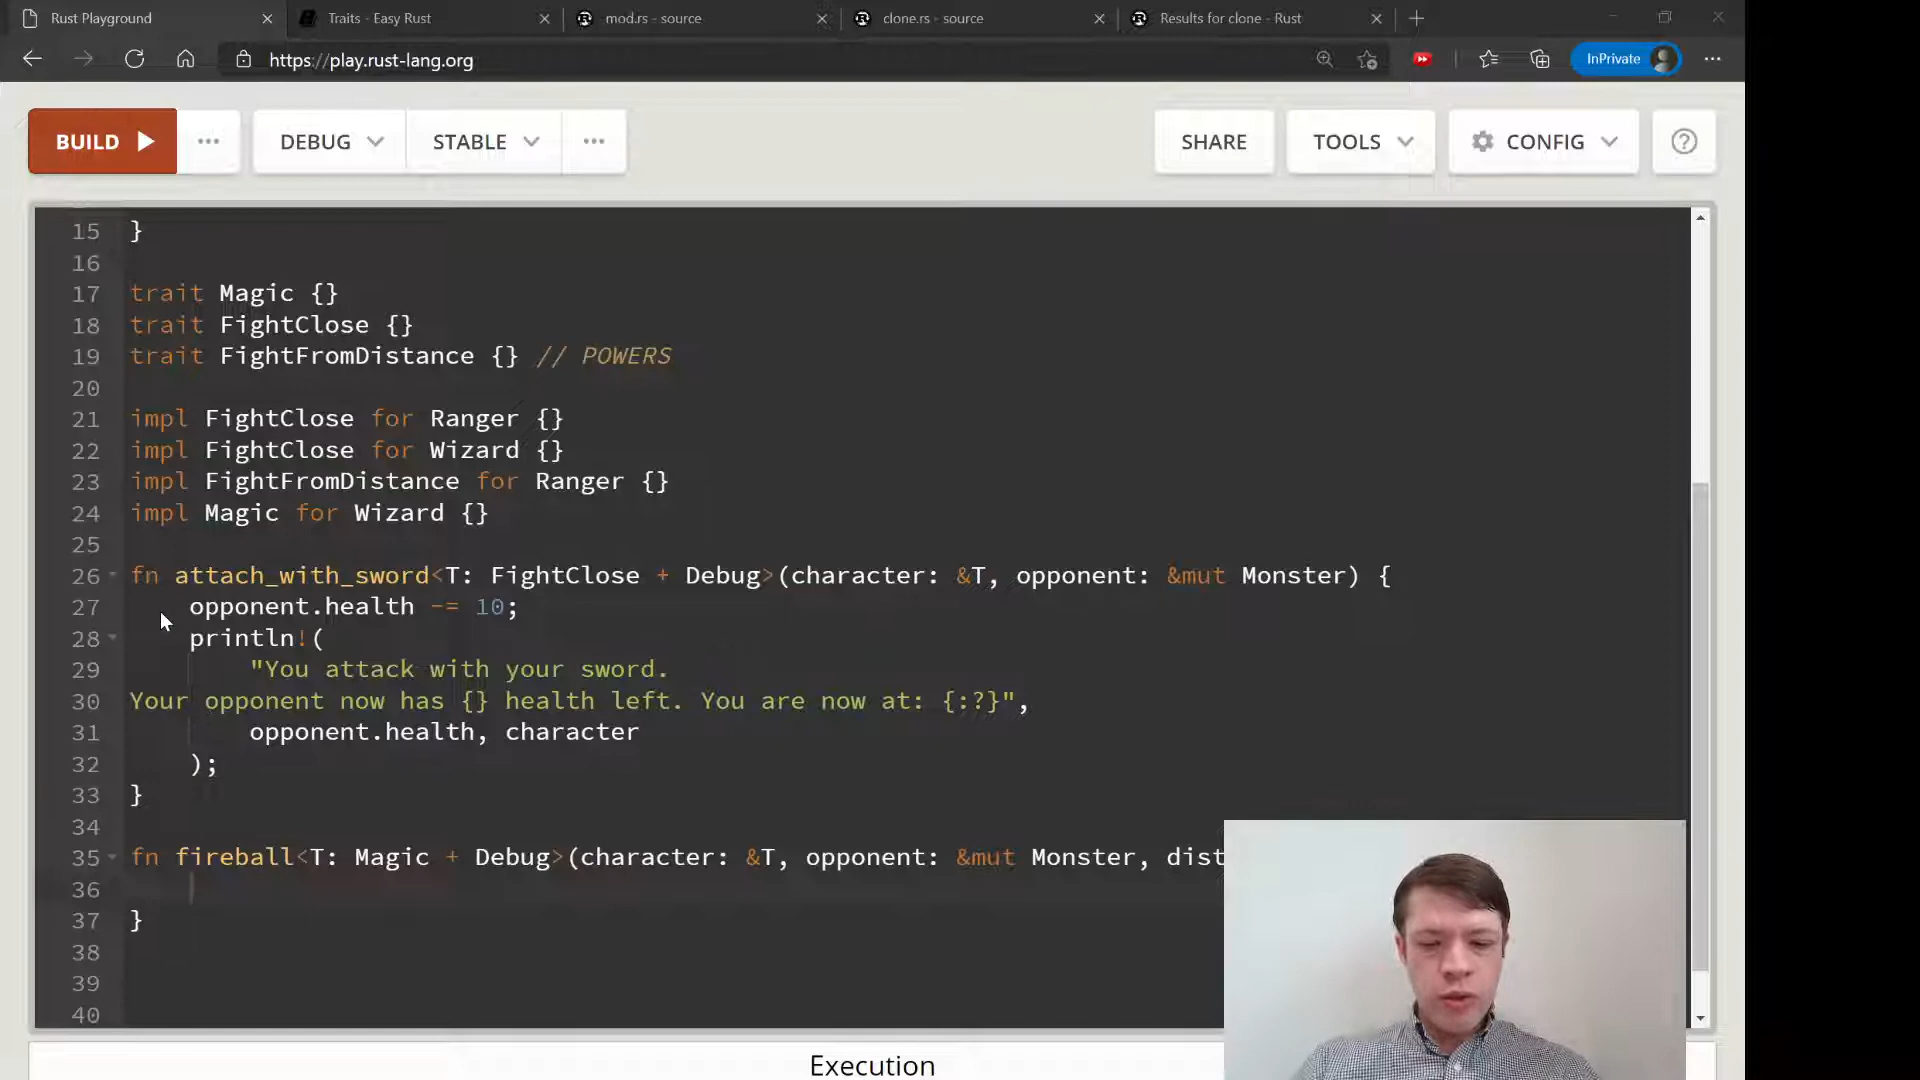 Rust Playground
Traits - Easy Rust
mod.rs - source
clone.rs - source
Results for clone - Rust
https://play.rust-lang.org
InPrivate
BUILD
DEBUG
STABLE
SHARE
TOOLS
CONFIG
15 }
16
17 trait Magic {}
18 trait FightClose {}
19 trait FightFromDistance {} // POWERS
20
21 impl FightClose for Ranger {}
22 impl FightClose for Wizard {}
23 impl FightFromDistance for Ranger {}
24 impl Magic for Wizard {}
25
26 fn attach_with_sword<T: FightClose + Debug>(character: &T, opponent: &mut Monster) {
27 opponent.health -= 10;
28 println!(
29 "You attack with your sword.
30 Your opponent now has {} health left. You are now at: {:?}",
31 opponent.health, character
32 );
33 }
34
35 fn fireball<T: Magic + Debug>(character: &T, opponent: &mut Monster, dist
36
37 }
38
39
40
Execution